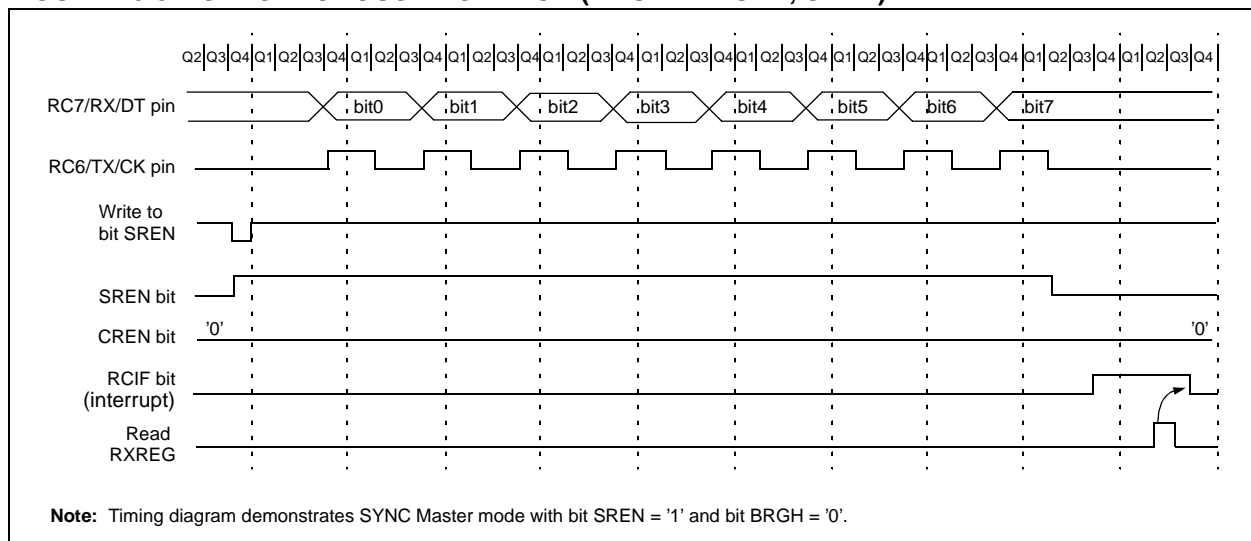 Q2 Q3 Q4 Q1 Q2 Q3 Q4 Q1 Q2 Q3 Q4 Q1 Q2 Q3 Q4 Q1 Q2 Q3 Q4 Q1 Q2 Q3 Q4 Q1 Q2 Q3 Q4 Q1 Q2 Q3 Q4 Q1 Q2 Q3 Q4 Q1 Q2 Q3 Q4 Q1 Q2 Q3 Q4
RC7/RX/DT pin bit0 bit1 bit2 bit3 bit4 bit5 bit6 bit7
RC6/TX/CK pin
Write to
bit SREN
SREN bit
CREN bit '0' '0'
RCIF bit
(interrupt)
Read
RXREG
Note: Timing diagram demonstrates SYNC Master mode with bit SREN = '1' and bit BRGH = '0'.